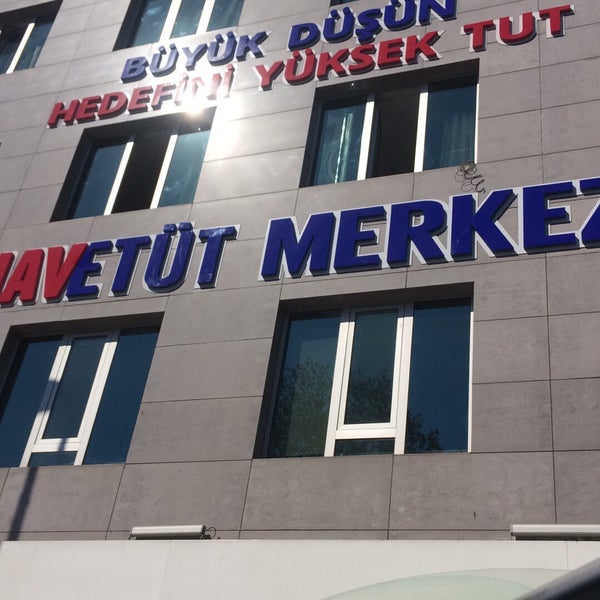 BÜYÜK DÜŞÜN
HEDEFİNİ YÜKSEK TUT
ETÜT MERKEZ